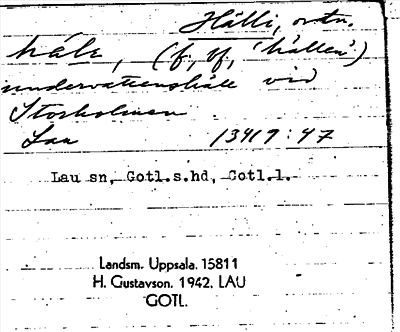 Hälli, ortn.
häle, (f, yf, 'hällen')
undervattenshäll vid
Storholmen
Lau 13419:47
Lau sn, Gotl.s.hd, Gotl.l.
Landsm. Uppsala. 15811
H. Gustavson. 1942. LAU
GOTL.